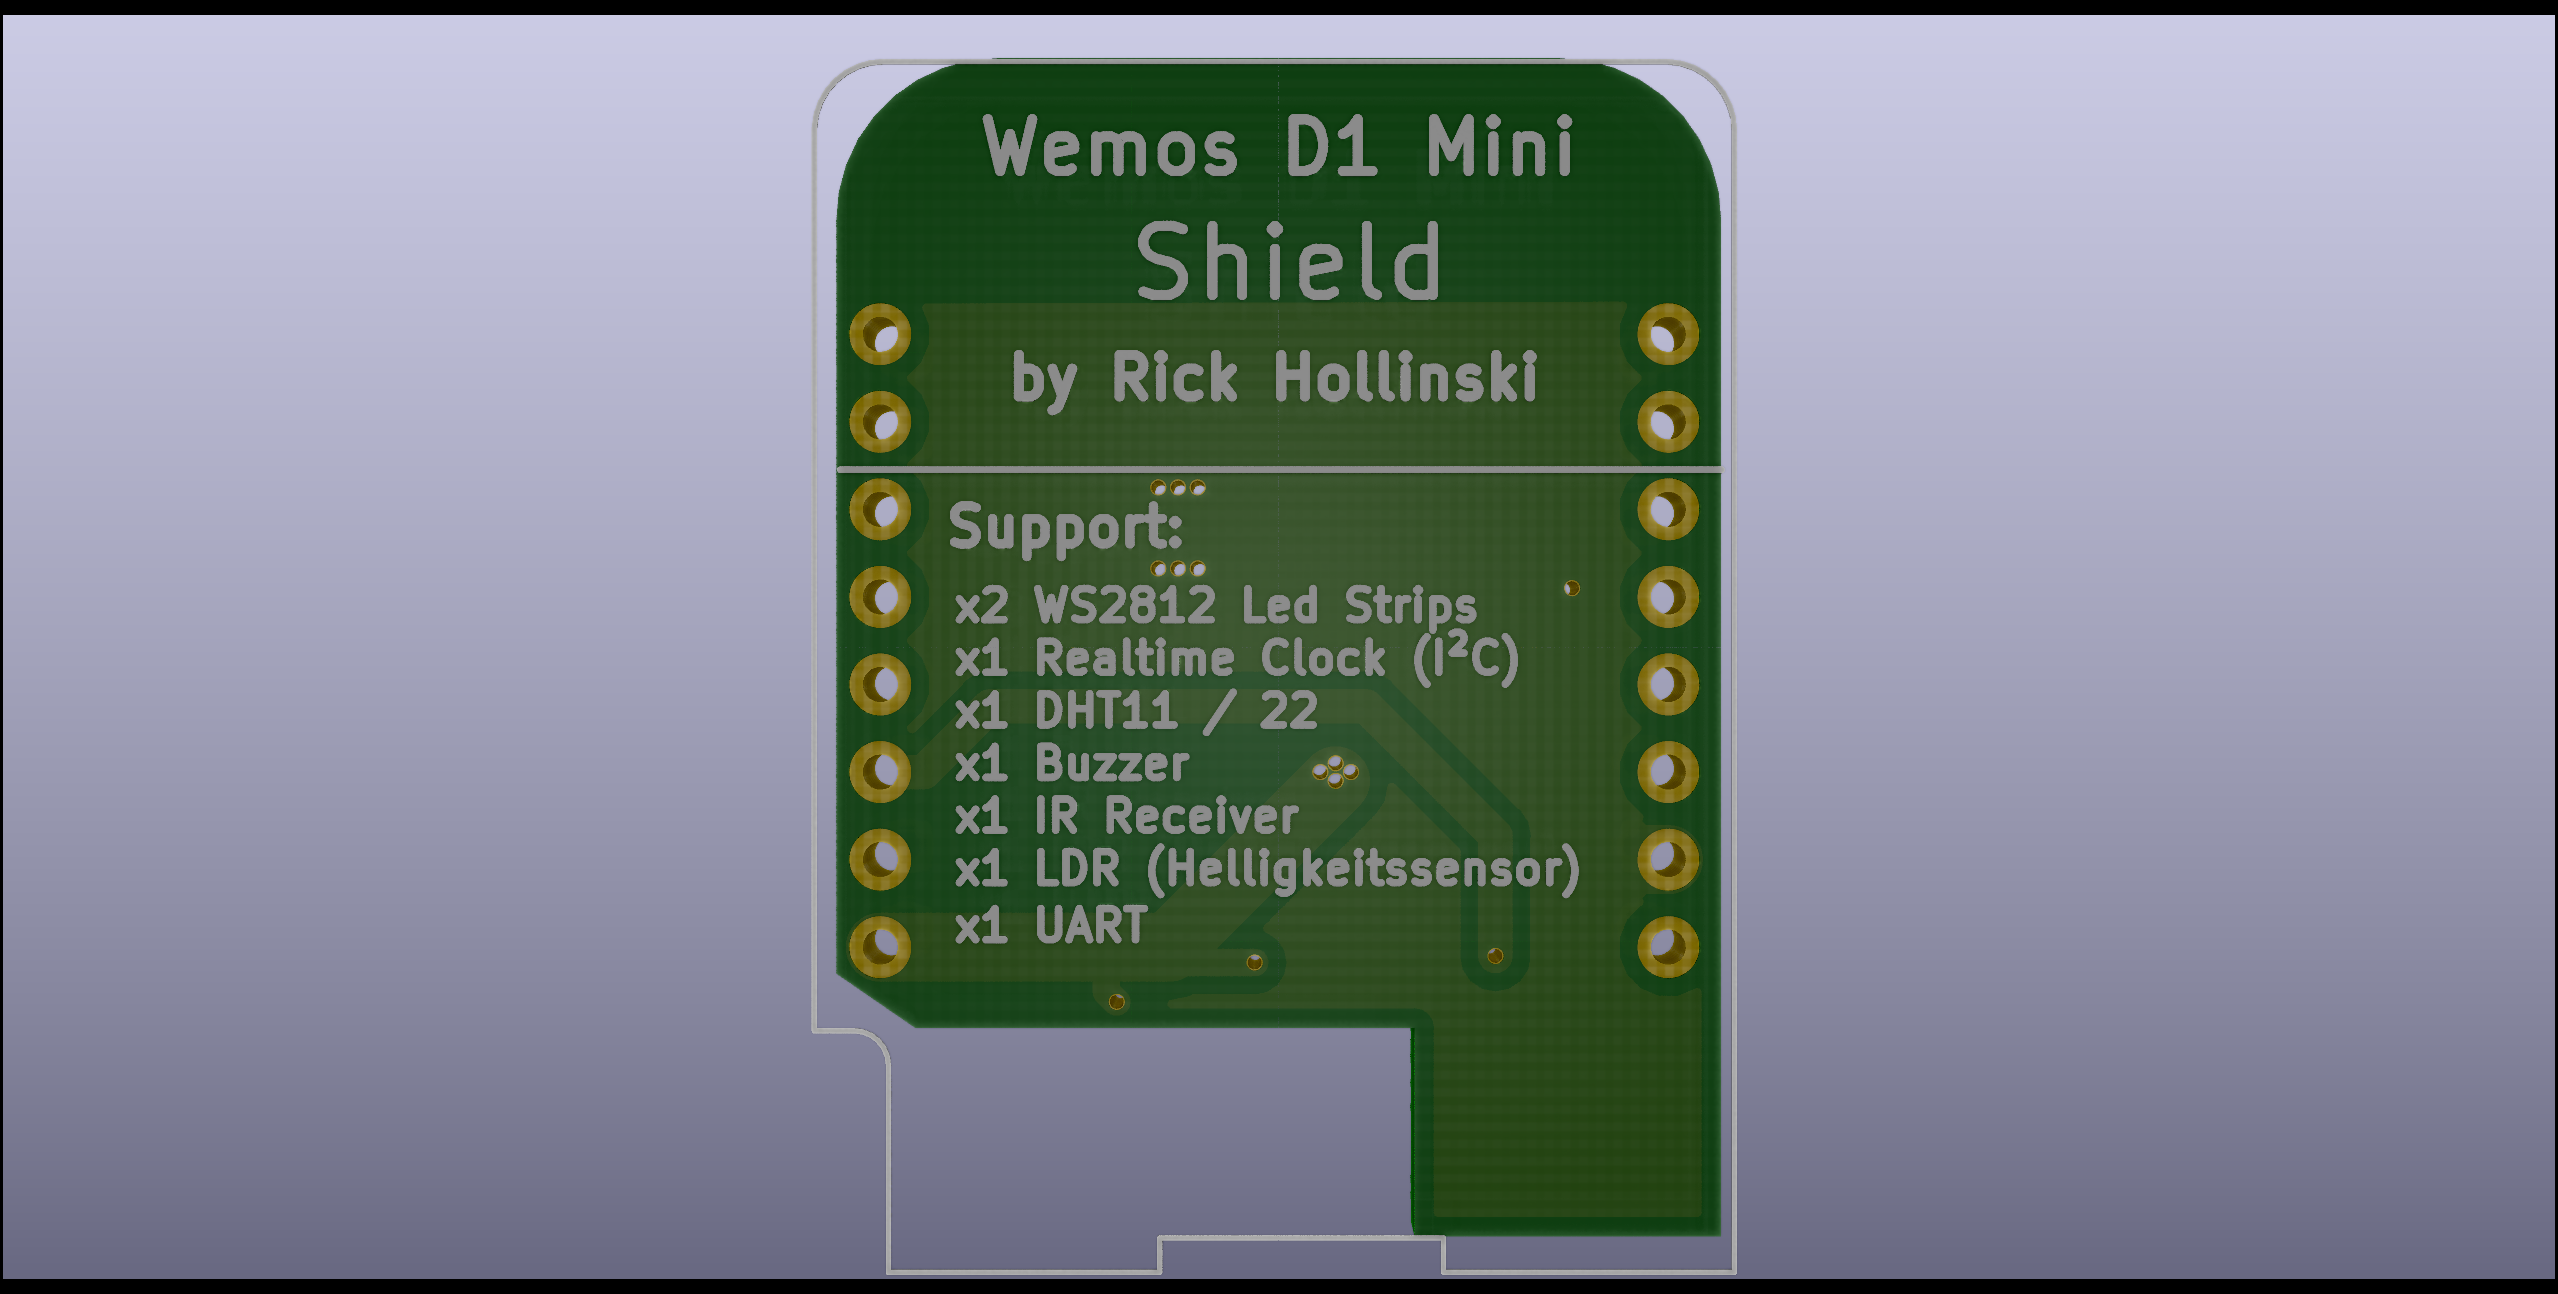 Wemos D1 Mini
Shield
by Rick Hollinski
Support:
x2 WS2812 Led Strips
x1 Realtime Clock (I²C)
x1 DHT11 / 22
x1 Buzzer
x1 IR Receiver
x1 LDR (Helligkeitssensor)
x1 UART